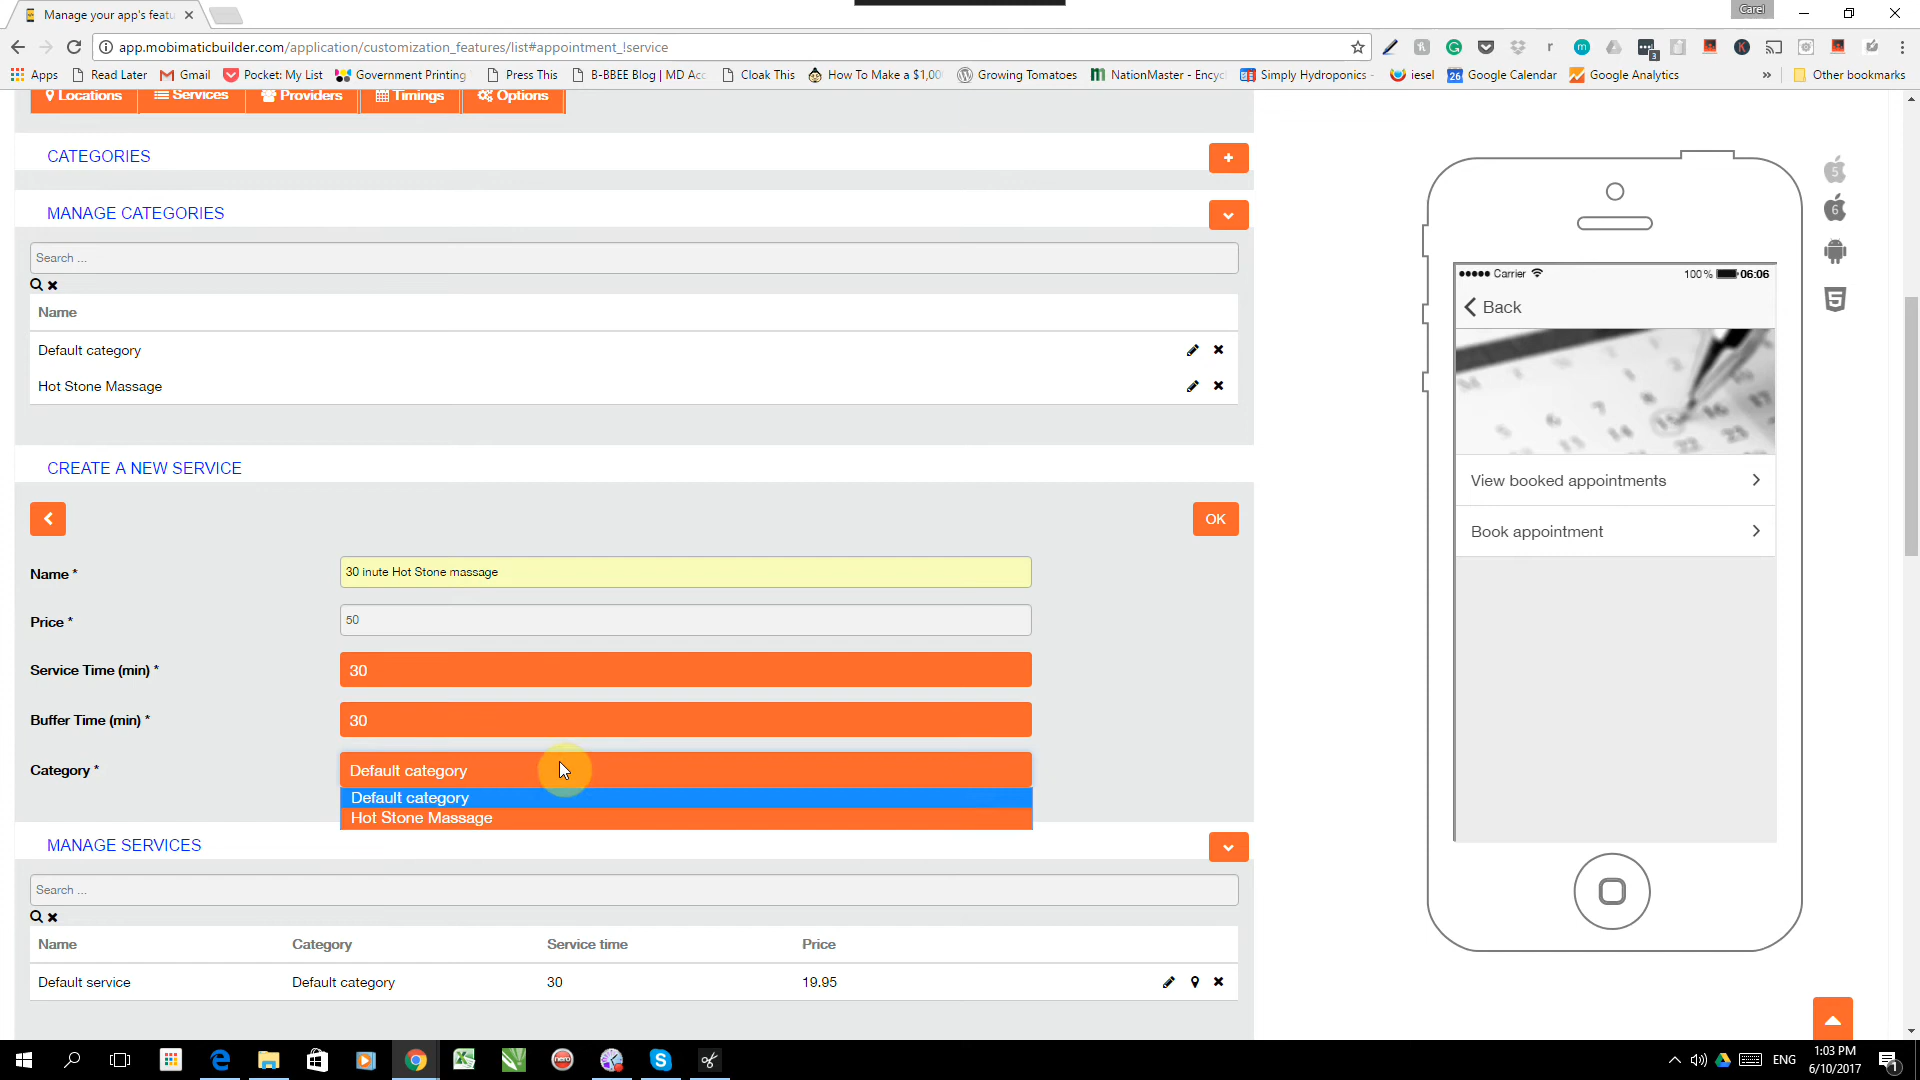 Manage your app's featu
Carel
app.mobimaticbuilder.com/application/customization_features/list#appointment_!service
Apps Read Later Gmail Pocket: My List Government Printing Press This B-BBEE Blog | MD Acc Cloak This How To Make a $1,00 Growing Tomatoes NationMaster - Ency Simply Hydroponics - iesel 26 Google Calendar Google Analytics » Other bookmarks
Locations Services Providers Timings Options
CATEGORIES
MANAGE CATEGORIES
Search ...
Name
Default category
Hot Stone Massage
CREATE A NEW SERVICE
OK
Name * 30 inute Hot Stone massage
Price * 50
Service Time (min) * 30
Buffer Time (min) * 30
Category * Default category
Default category
Hot Stone Massage
MANAGE SERVICES
Search ...
Name Category Service time Price
Default service Default category 30 19.95
Carrier 100% 06:06
Back
View booked appointments
Book appointment
5
6
5
ENG
1:03 PM
6/10/2017